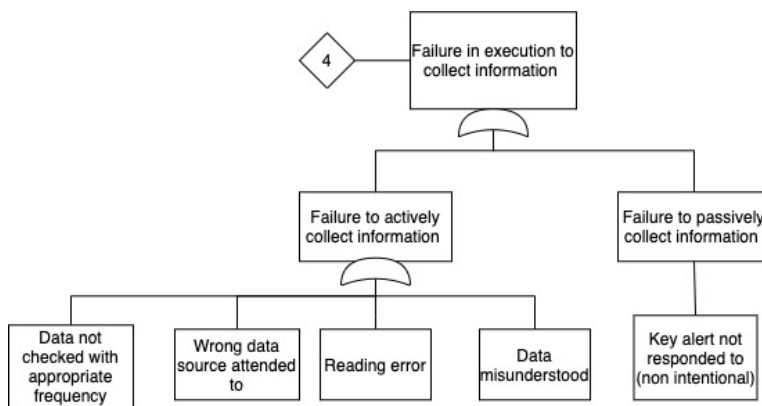 4
Failure in execution to
collect information
Failure to actively
collect information
Failure to passively
collect information
Data not
checked with
appropriate
frequency
Wrong data
source attended
to
Reading error
Data
misunderstood
Key alert not
responded to
(non intentional)